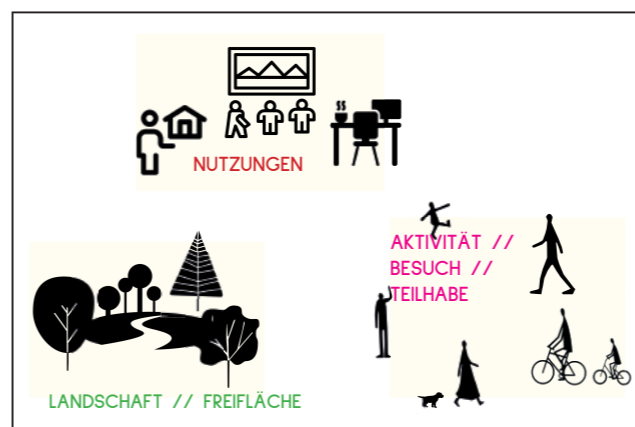 NUTZUNGEN
AKTIVITÄT //
BESUCH //
TEILHABE
LANDSCHAFT // FREIFLÄCHE